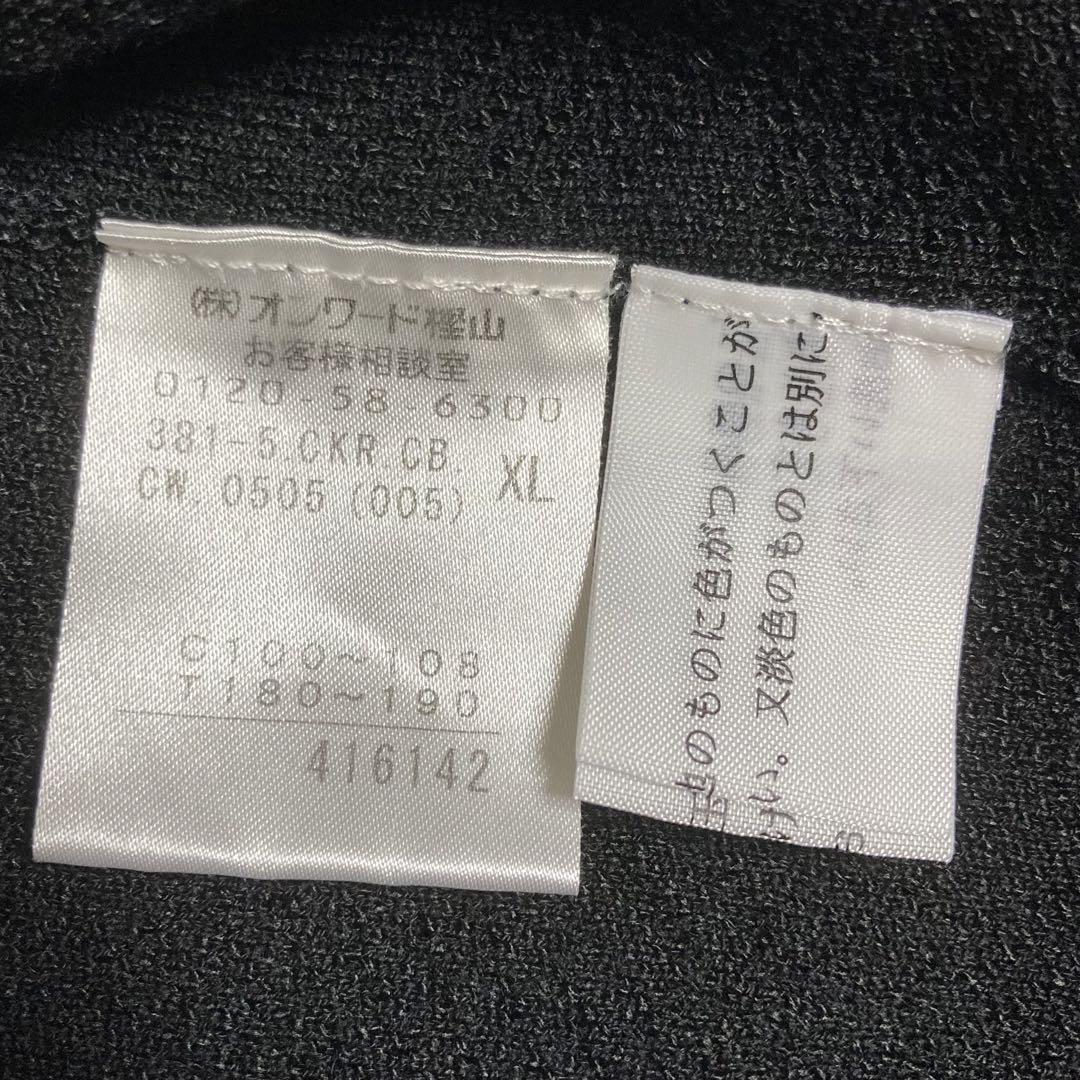 (株)オンワード樫山
お客様相談室
0120-58-6300
381-5.CKR.CB.
CW.0505(005) XL
C100~108
T180~190
416142
又淡色のものとは別に、
のものに色がつくことが